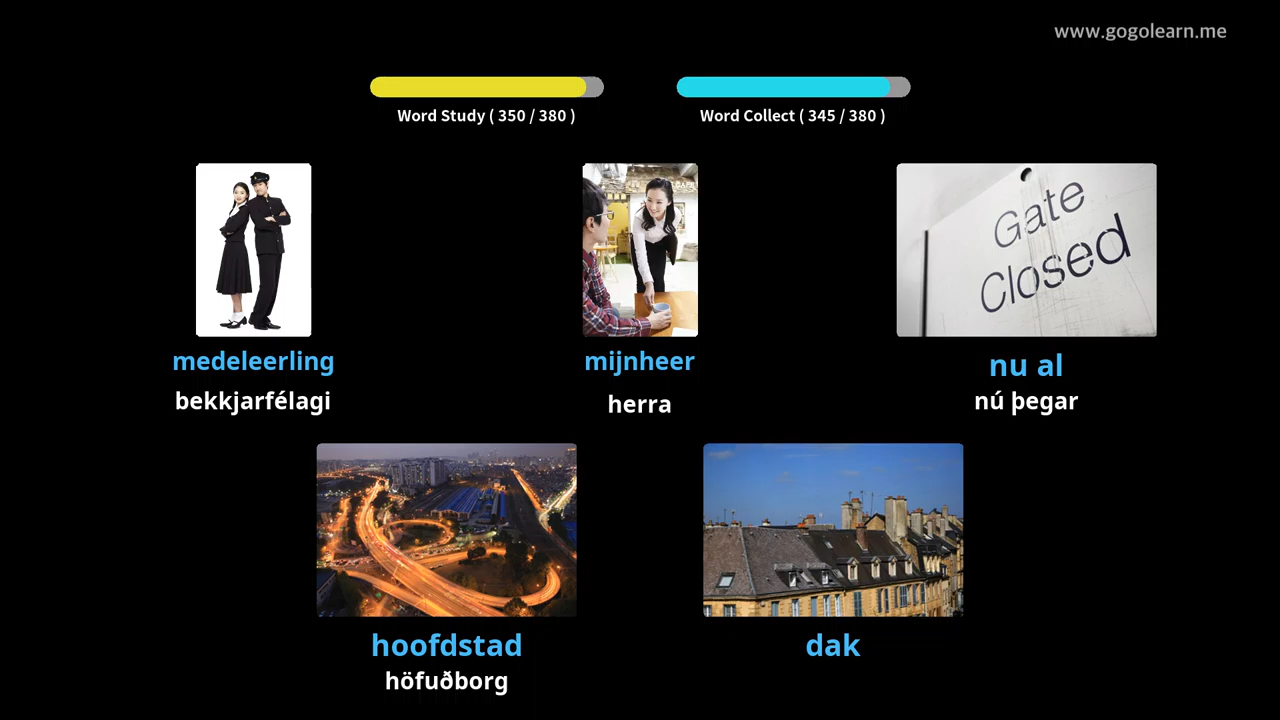 www.gogolearn.me
Word Study ( 350 / 380 )
Word Collect ( 345 / 380 )
Gate
Closed
medeleerling
mijnheer
nu al
bekkjarfélagi
herra
nú þegar
hoofdstad
dak
höfuðborg